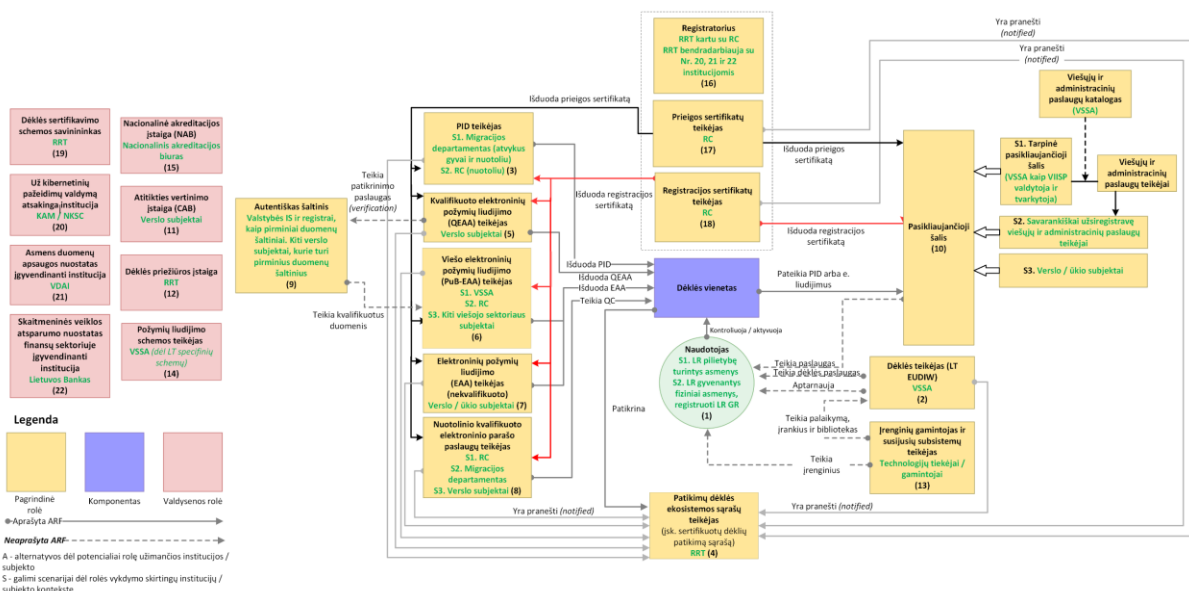 Dėklės sertifikavimo
schemos savininkas
RRT
(19)
Nacionalinė akreditacijos
įstaiga (NAB)
Nacionalinis akreditacijos
biuras
(15)
Už kibernetinių
pažeidimų valdymą
atsakinga institucija
KAM / NKSC
(20)
Atitikties vertinimo
įstaiga (CAB)
Verslo subjektai
(11)
Asmens duomenų
apsaugos nuostatas
įgyvendinanti institucija
VDAI
(21)
Dėklės priežiūros įstaiga
RRT
(12)
Skaitmeninės veiklos
atsparumo nuostatas
finansų sektoriuje
įgyvendinanti
institucija
Lietuvos Bankas
(22)
Požymių liudijimo
schemos teikėjas
VSSA (dėl LT specifinių
schemų)
(14)
Legenda
Pagrindinė
rolė
Komponentas
Valdysenos rolė
Aprašyta ARF
Neaprašyta ARF
A - alternatyvos dėl potencialiai rolę užimančios institucijos /
subjekto
S - galimi scenarijai dėl rolės vykdymo skirtingų institucijų /
subjekto kontekste
Autentiškas šaltinis
Valstybės IS ir registrai,
kaip pirminiai duomenų
šaltiniai. Kiti verslo
subjektai, kurie turi
pirminius duomenų
šaltinius
(9)
Teikia
patikrinimo
paslaugas
(verification)
Teikia kvalifikuotus
duomenis
Išduoda prieigos sertifikatą
PID teikėjas
S1. Migracijos
departamentas (atvykus
gyvai ir nuotoliu) (3)
S2. RC (nuotoliu)
Kvalifikuoto elektroninių
požymių liudijimo
(QEAA) teikėjas
Verslo subjektai (5)
Viešo elektroninių
požymių liudijimo
(PuB-EAA) teikėjas
S1. VSSA
S2. RC
S3. Kiti viešojo sektoriaus
subjektai
(6)
Elektroninių požymių
liudijimo
(EAA) teikėjas
(nekvalifikuoto)
Verslo / ūkio subjektai (7)
Nuotolinio kvalifikuoto
elektroninio parašo
paslaugų teikėjas
S1. RC
S2. Migracijos
departamentas
S3. Verslo subjektai (8)
Registratorius
RRT kartu su RC
RRT bendradarbiauja su
Nr. 20, 21 ir 22
institucijomis
(16)
Prieigos sertifikatų
teikėjas
RC
(17)
Registracijos sertifikatų
teikėjas
RC
(18)
Išduoda registracijos
sertifikatą
Išduoda prieigos
sertifikatą
Išduoda registracijos
sertifikatą
Išduoda PID
Išduoda QEAA
Išduoda EAA
Teikia QC
Dėklės vienetas
Pateikia PID arba e.
liudijimus
Kontroliuoja / aktyvuoja
Naudotojas
S1. LR pilietybę
turintys asmenys
S2. LR gyvenantys
fiziniai asmenys,
registruoti LR GR
(1)
Patikrina
Teikia paslaugas
Teikia dėklės paslaugas
Aptarnauja
Teikia palaikymą,
įrankius ir bibliotekas
Teikia
įrenginius
Yra pranešti (notified)
Patikimų dėklės
ekosistemos sąrašų
teikėjas
(įsk. sertifikuotų dėklių
patikimą sąrašą)
RRT (4)
Yra pranešti (notified)
Yra pranešti
(notified)
Yra pranešti
(notified)
Pasikliaujančioji
šalis
(10)
Viešųjų ir
administracinių
paslaugų katalogas
(VSSA)
S1. Tarpinė
pasikliaujančioji
šalis
(VSSA kaip VIISP
valdytoja ir
tvarkytoja)
Viešųjų ir
administracinių
paslaugų teikėjai
S2. Savarankiškai užsiregistravę
viešųjų ir administracinių paslaugų
teikėjai
S3. Verslo / ūkio subjektai
Dėklės teikėjas (LT
EUDIW)
VSSA
(2)
Įrenginių gamintojas ir
susijusių subsistemų
teikėjas
Technologijų tiekėjai /
gamintojai
(13)